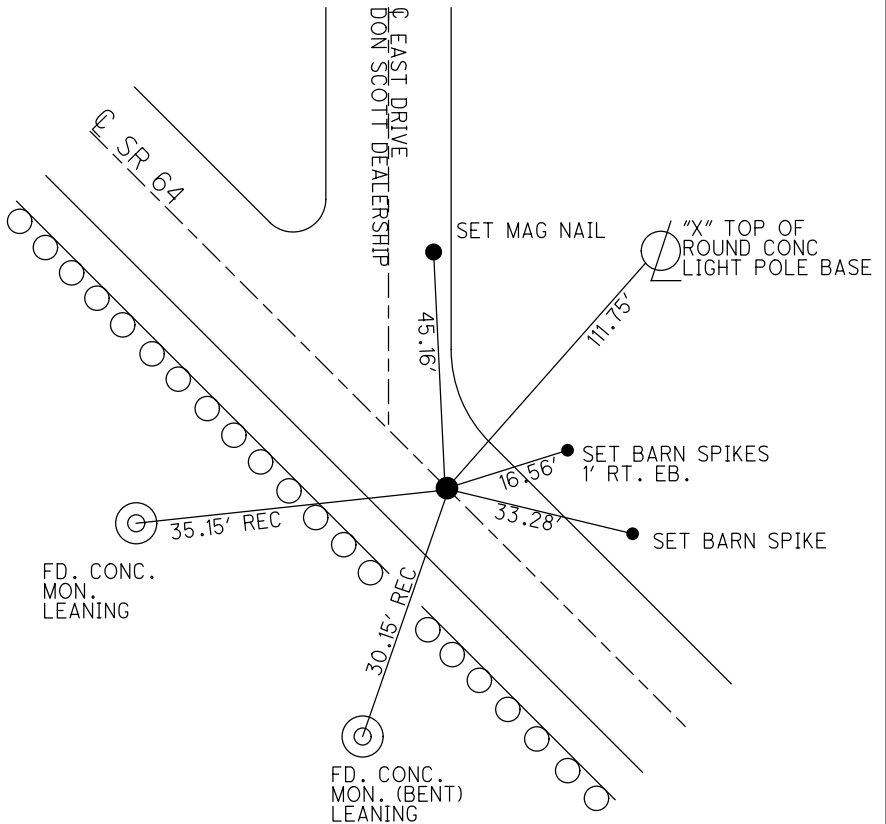 ℄ EAST DRIVE
DON SCOTT DEALERSHIP
℄ SR 64
SET MAG NAIL
"X" TOP OF
ROUND CONC
LIGHT POLE BASE
45.16'
111.75'
SET BARN SPIKES
1' RT. EB.
16.56'
33.28'
SET BARN SPIKE
35.15' REC
FD. CONC.
MON.
LEANING
30.15' REC
FD. CONC.
MON. (BENT)
LEANING